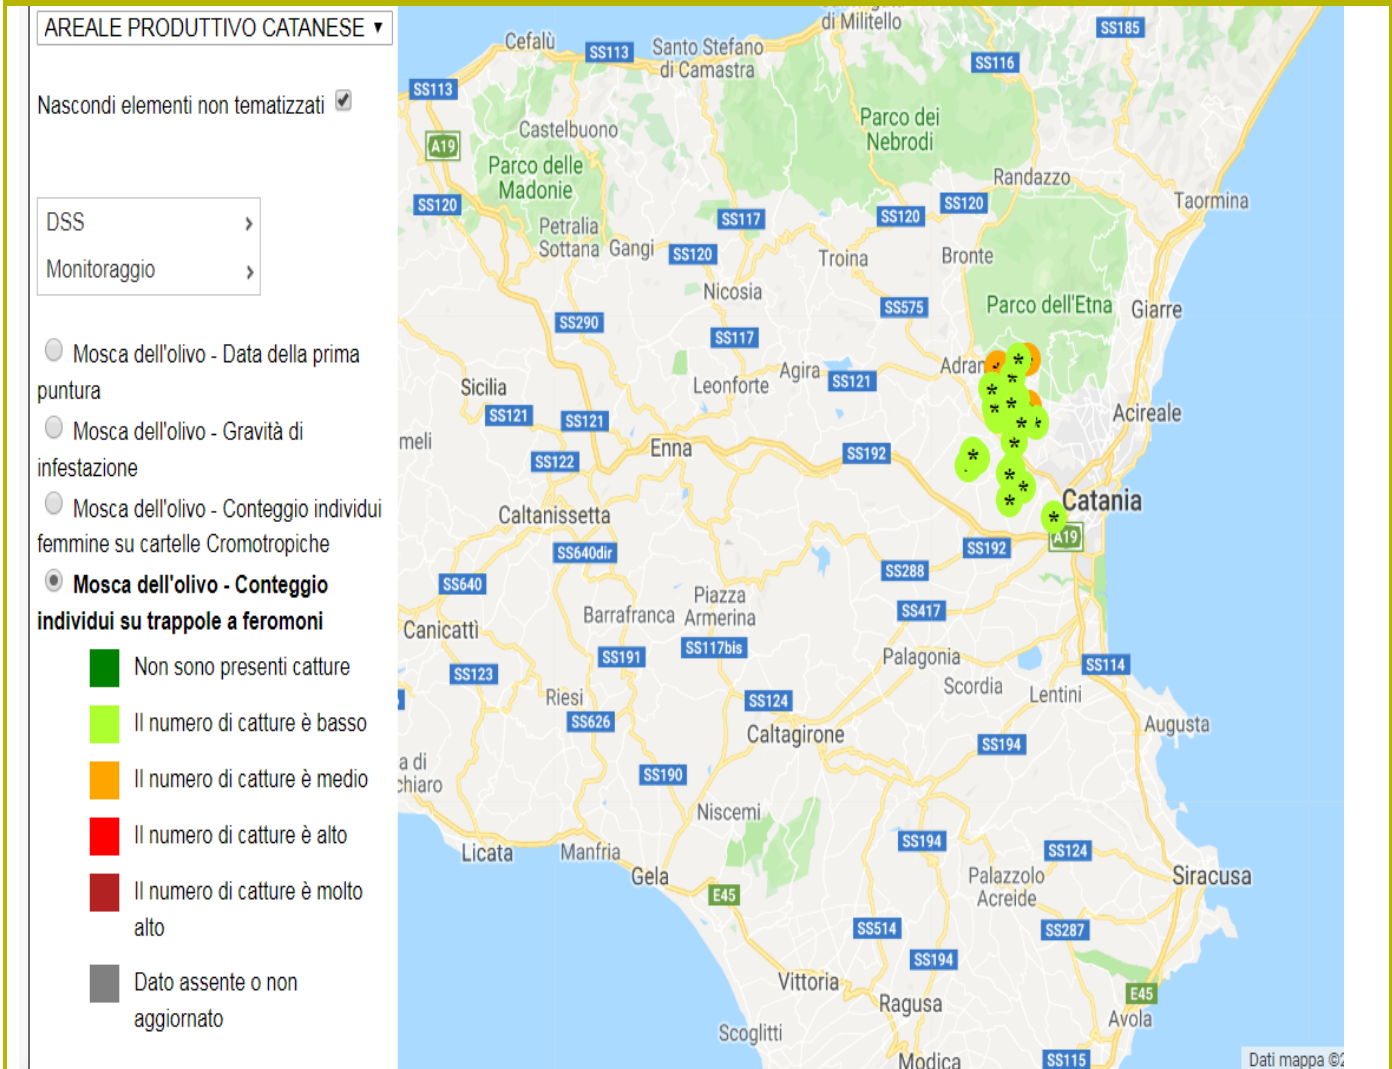 AREALE PRODUTTIVO CATANESE
Nascondi elementi non tematizzati
DSS
Monitoraggio
Mosca dell'olivo - Data della prima
puntura
Mosca dell'olivo - Gravità di
infestazione
Mosca dell'olivo - Conteggio individui
femmine su cartelle Cromotropiche
Mosca dell'olivo - Conteggio
individui su trappole a feromoni
Non sono presenti catture
Il numero di catture è basso
Il numero di catture è medio
Il numero di catture è alto
Il numero di catture è molto
alto
Dato assente o non
aggiornato
di Militello
SS185
Cefalù
SS113
Santo Stefano
di Camastra
SS116
SS113
Parco dei
Nebrodi
Castelbuono
A19
Parco delle
Madonie
Randazzo
Taormina
SS120
SS117
SS120
SS120
Petralia
Sottana
Gangi
SS120
Troina
Bronte
Nicosia
SS575
Parco dell'Etna
Giarre
SS290
SS117
Agira
SS121
Leonforte
Sicilia
SS121
SS121
Acireale
meli
Enna
SS192
SS122
Catania
Caltanissetta
A19
SS192
SS640dir
SS288
SS640
Piazza
Armerina
Barrafranca
SS417
Canicattì
SS117bis
SS191
Palagonia
SS114
SS123
Scordia
Lentini
Riesi
SS124
SS626
Augusta
Caltagirone
SS194
a di
chiaro
SS190
Niscemi
SS194
SS124
Licata
Manfria
Gela
Palazzolo
Acreide
Siracusa
E45
SS514
SS287
SS194
Vittoria
Ragusa
E45
Avola
Scoglitti
Modica
SS115
Dati mappa ©2